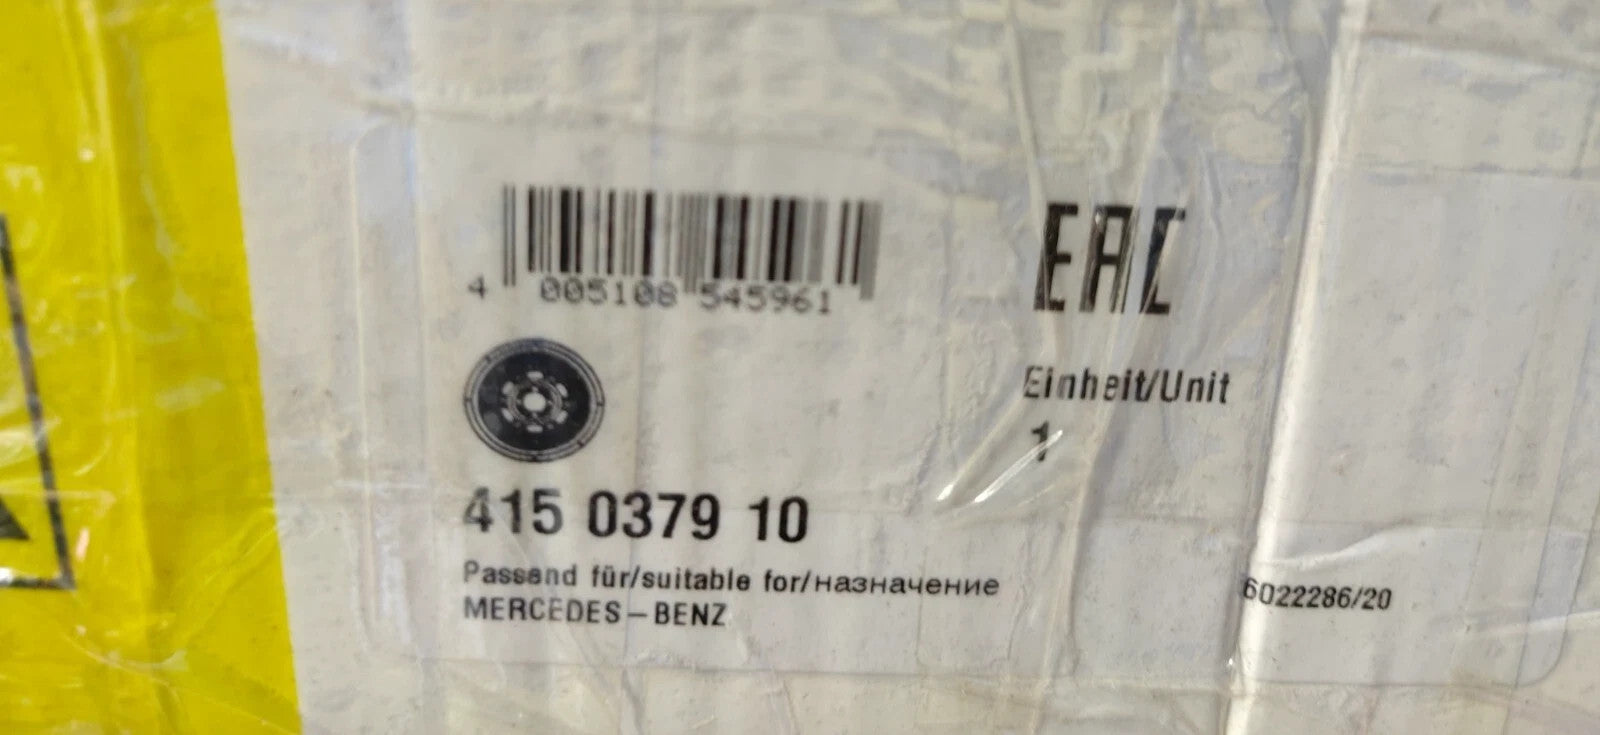 4 005108 545961
EAC
Einheit/Unit
1
415 0379 10
Passend für/suitable for/назначение
MERCEDES-BENZ
6022286/20